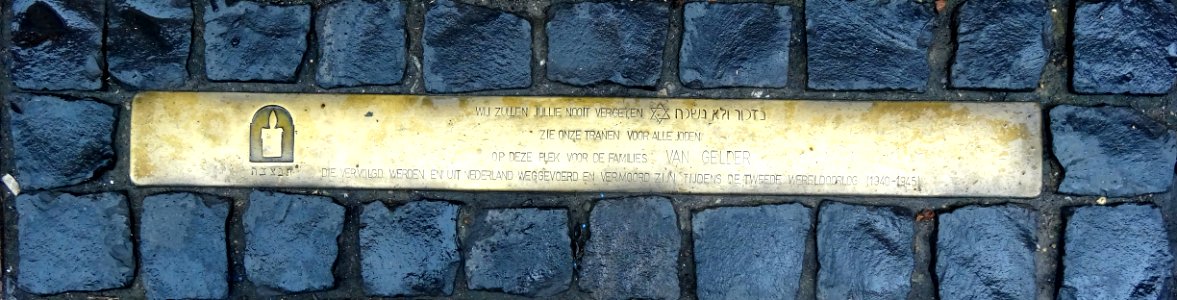 WIJ ZULLEN JULLIE NOOIT VERGETEN ✡ נזכור ולא נשכח
ZIE ONZE TRANEN VOOR ALLE JODEN
OP DEZE PLEK VOOR DE FAMILIES: VAN GELDER
DIE VERVOLGD WERDEN EN UIT NEDERLAND WEGGEVOERD EN VERMOORD ZIJN TIJDENS DE TWEEDE WERELDOORLOG (1940-1945)
תנצבה